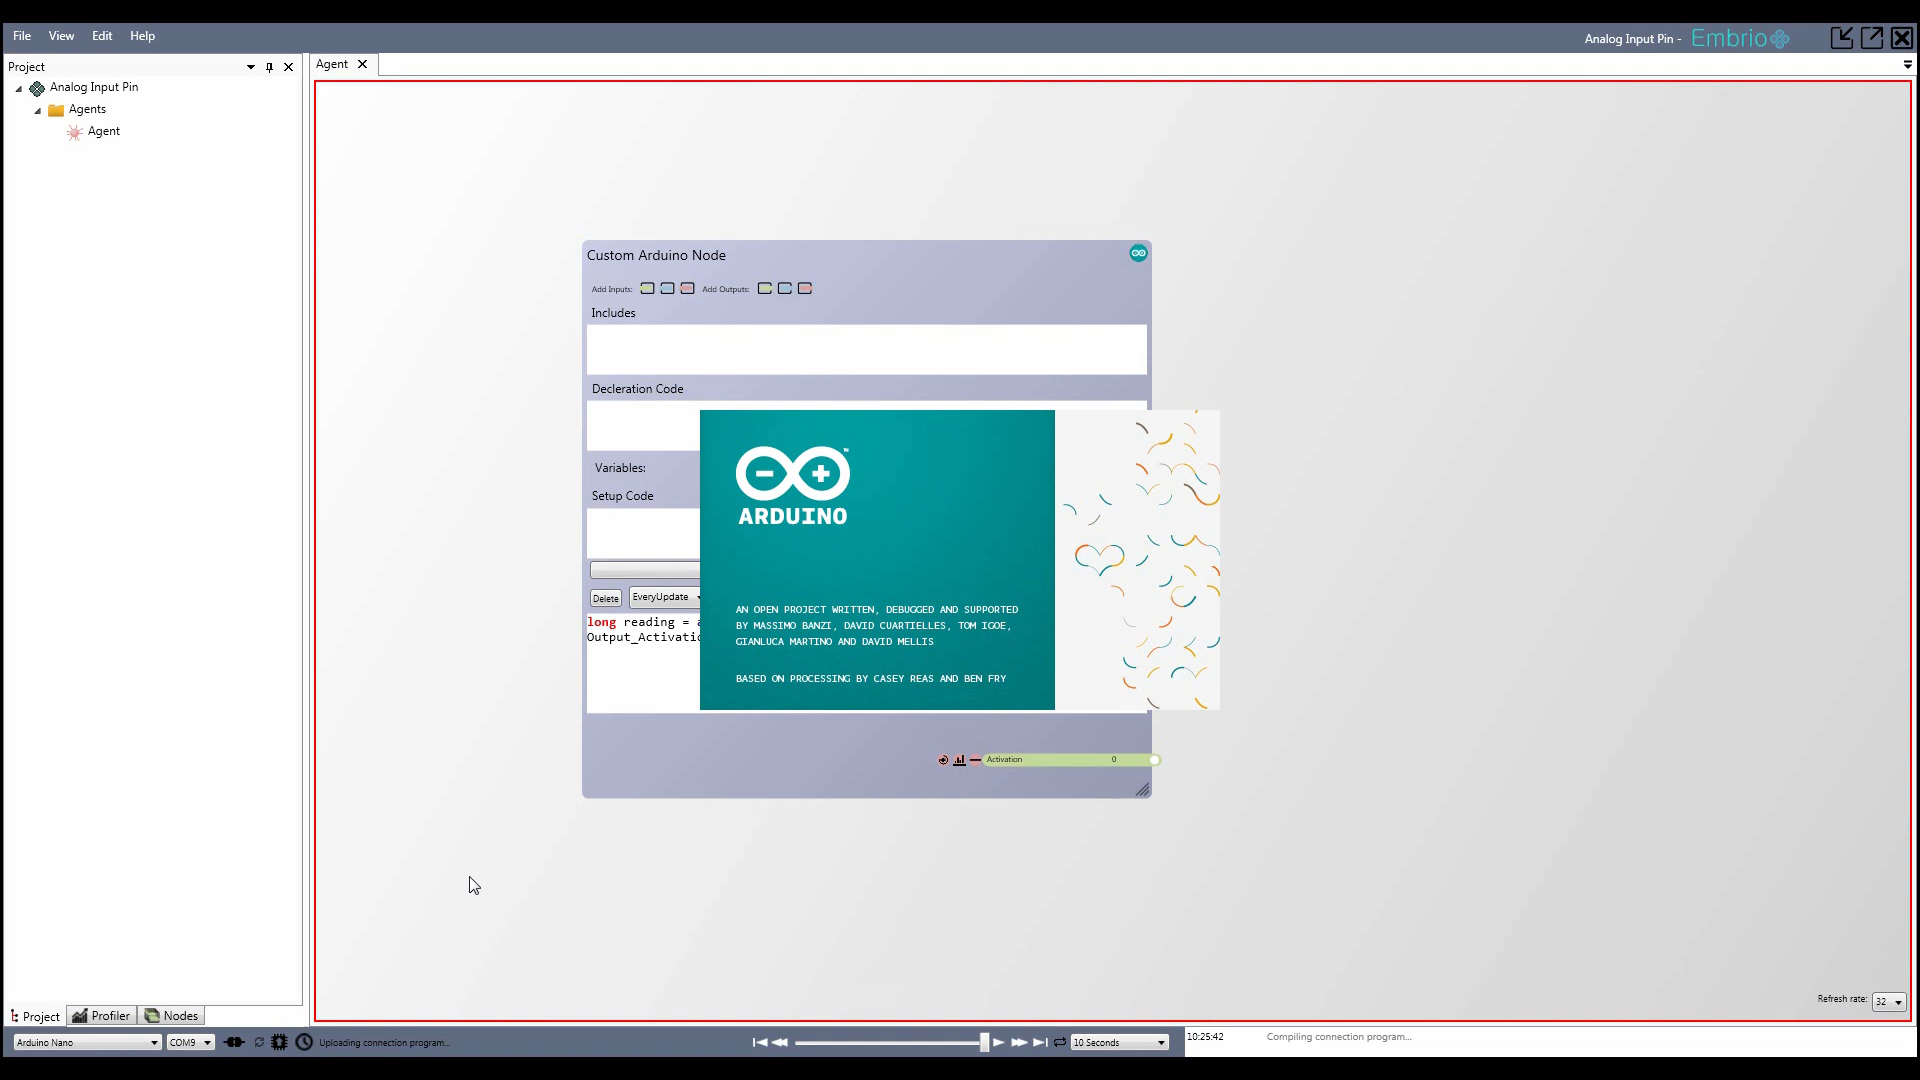 File View Edit Help
Analog Input Pin - Embrio
Project
Agent
Analog Input Pin
Agents
Agent
Custom Arduino Node
Add Inputs: Add Outputs:
Includes
Decleration Code
Variables:
Setup Code
Delete EveryUpdate
long reading = a
Output_Activatio
ARDUINO
AN OPEN PROJECT WRITTEN, DEBUGGED AND SUPPORTED
BY MASSIMO BANZI, DAVID CUARTIELLES, TOM IGOE,
GIANLUCA MARTINO AND DAVID MELLIS
BASED ON PROCESSING BY CASEY REAS AND BEN FRY
Activation 0
Refresh rate: 32
Project Profiler Nodes
Arduino Nano COM9 Uploading connection program... 10 Seconds 10:25:42 Compiling connection program...